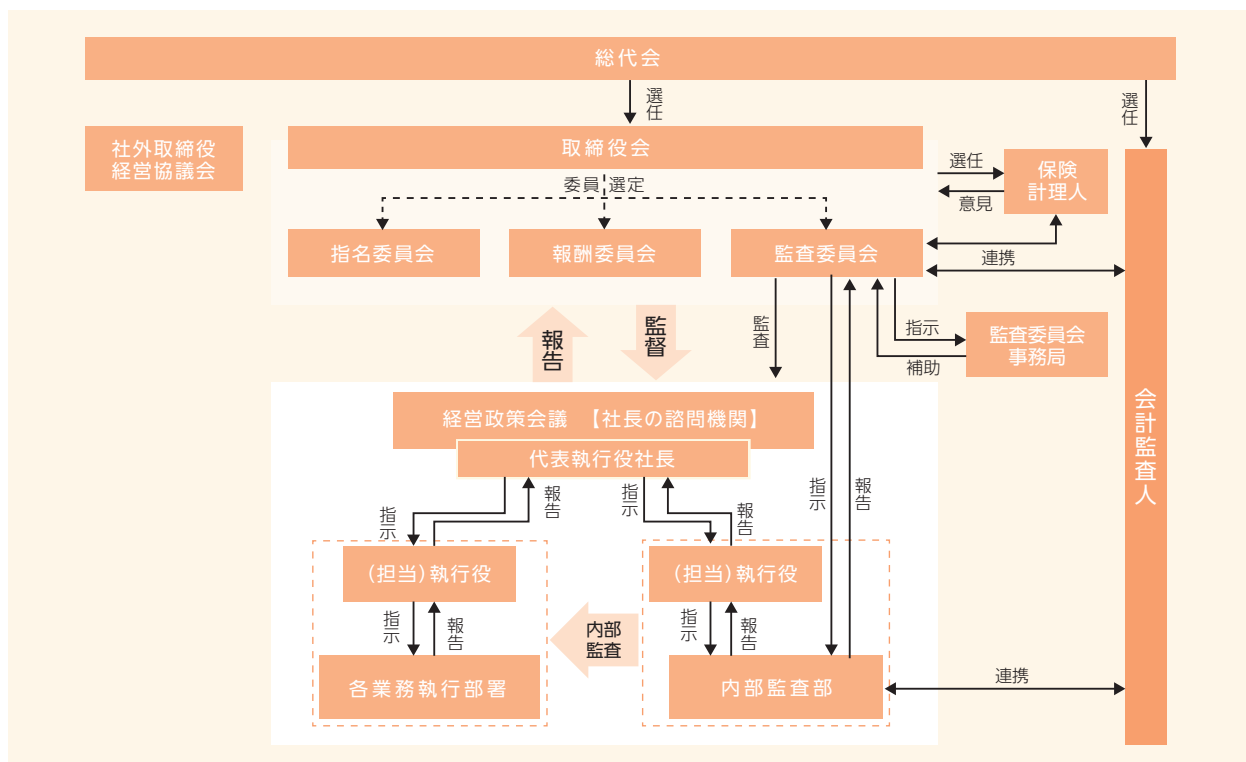 総代会
選任
選任
社外取締役
経営協議会
取締役会
委員 選定
選任
意見
保険
計理人
指名委員会
報酬委員会
監査委員会
連携
報告
監督
監査
指示
補助
監査委員会
事務局
会計監査人
経営政策会議 【社長の諮問機関】
代表執行役社長
指示
報告
指示
報告
指示
報告
(担当)執行役
(担当)執行役
指示
報告
内部
監査
指示
報告
各業務執行部署
内部監査部
連携